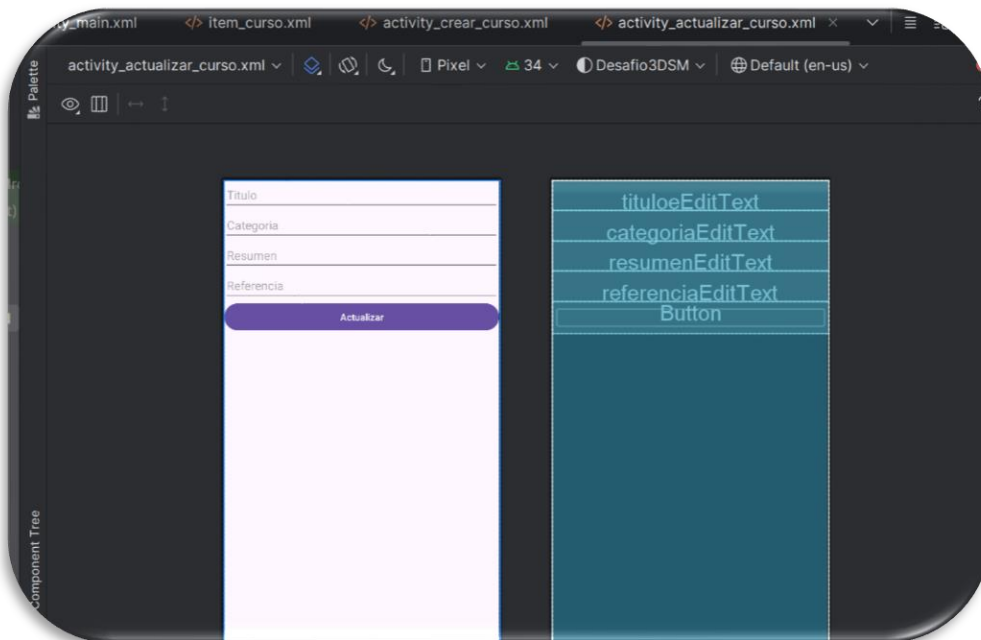 ty_main.xml </> item_curso.xml </> activity_crear_curso.xml </> activity_actualizar_curso.xml
activity_actualizar_curso.xml Pixel 34 Desafio3DSM Default (en-us)
Palette
Titulo
Categoria
Resumen
Referencia
Actualizar
tituloeEditText
categoriaEditText
resumenEditText
referenciaEditText
Button
Component Tree